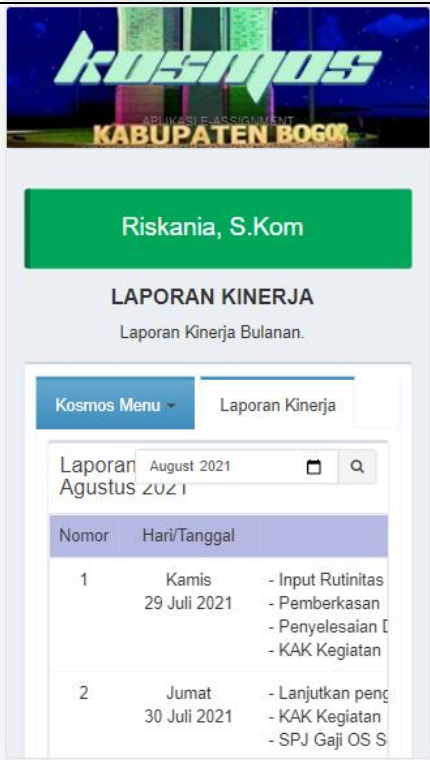 kosmos
APLIKASI E-ASSIGNMENT
KABUPATEN BOGOR
Riskania, S.Kom
LAPORAN KINERJA
Laporan Kinerja Bulanan.
Kosmos Menu
Laporan Kinerja
Laporan
August 2021
Agustus 2021
Nomor Hari/Tanggal
1 Kamis - Input Rutinitas
29 Juli 2021 - Pemberkasan
- Penyelesaian
- KAK Kegiatan
2 Jumat - Lanjutkan
30 Juli 2021 - KAK Kegiatan
- SPJ Gaji OS